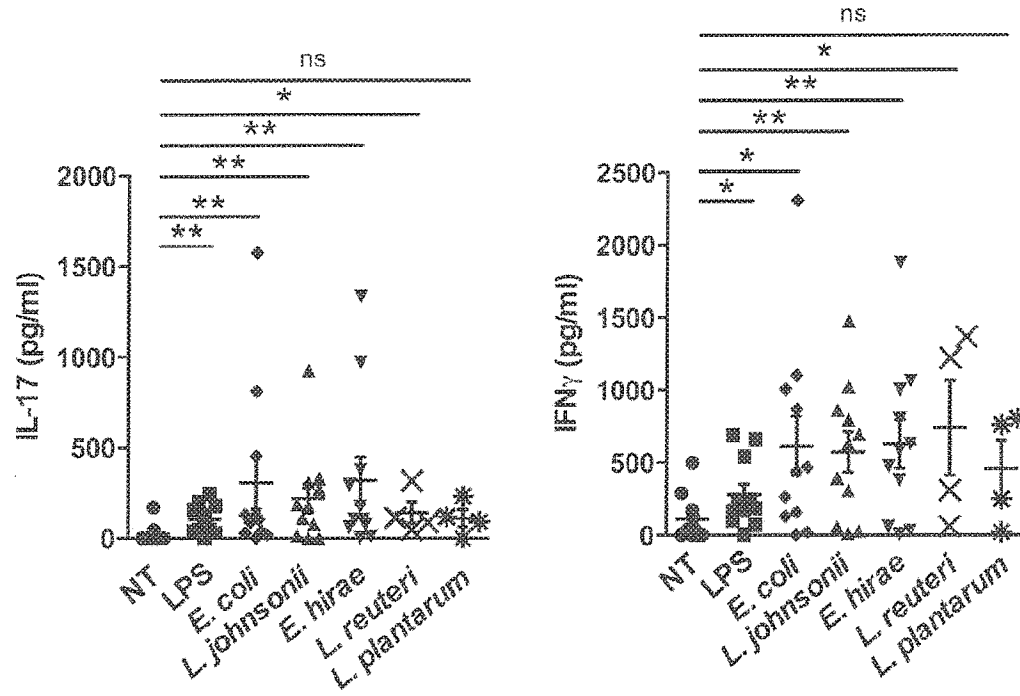 ns
*
**
**
**
**
2000
1500
1000
500
0
IL-17 (pg/ml)
NT
LPS
E. coli
L. johnsonii
E. hirae
L. reuteri
L. plantarum
ns
*
**
**
*
*
2500
2000
1500
1000
500
0
IFNγ (pg/ml)
NT
LPS
E. coli
L. johnsonii
E. hirae
L. reuteri
L. plantarum